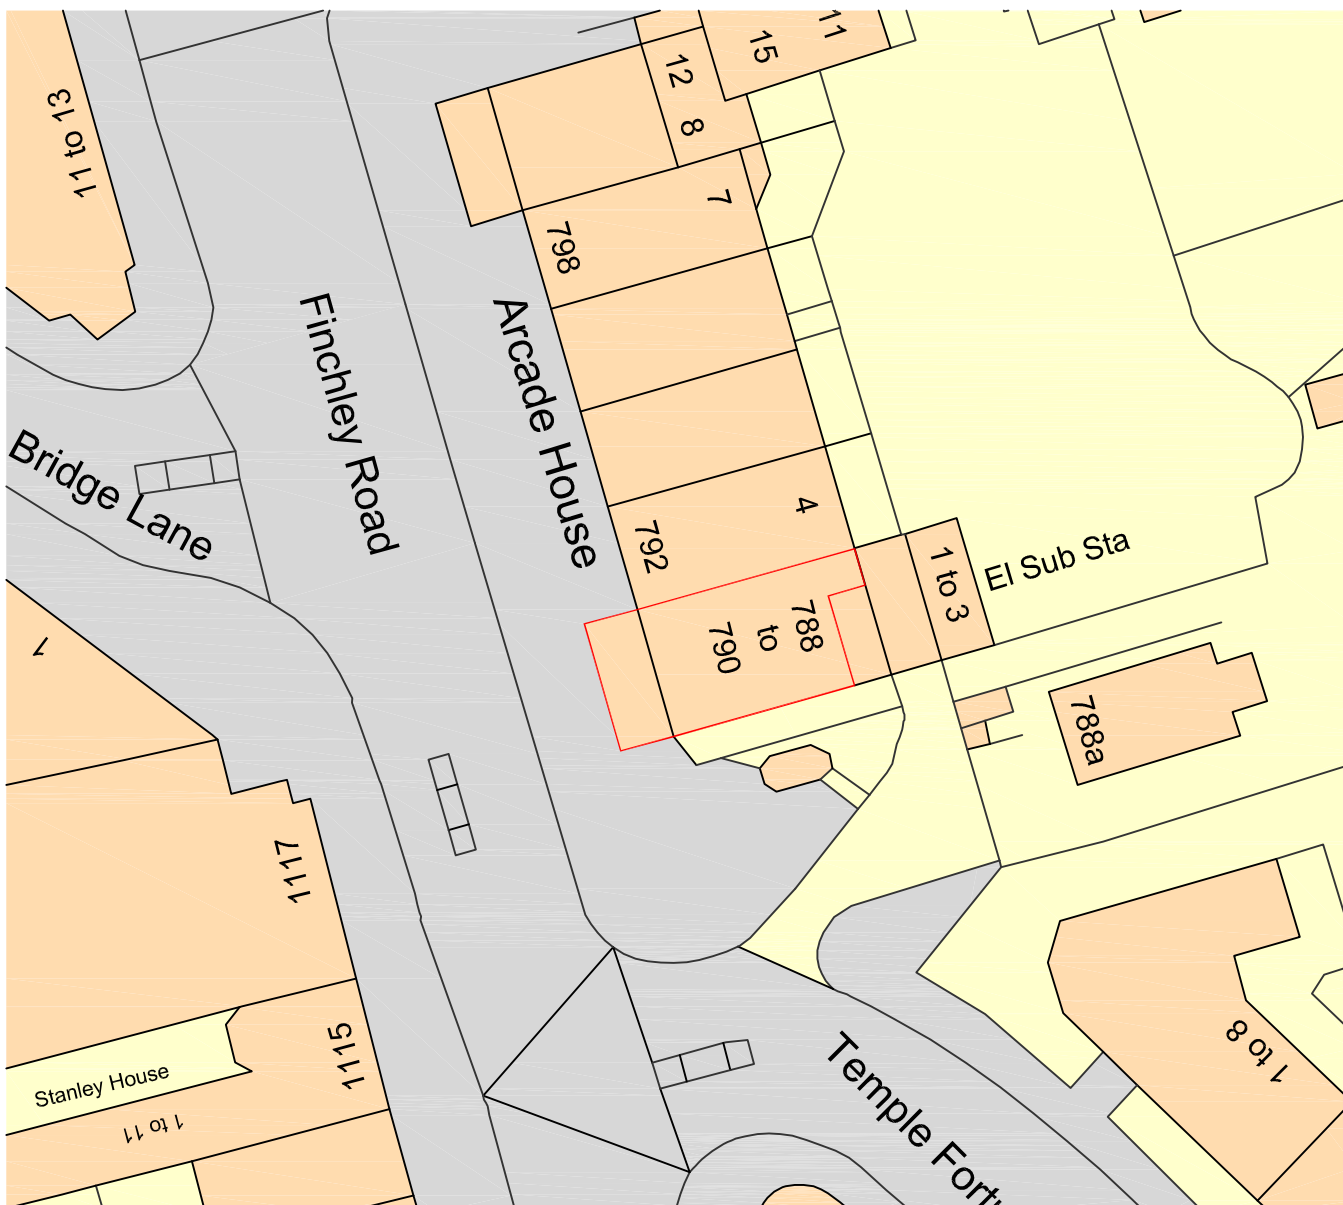 11
15
12
8
11 to 13
7
798
Finchley Road
Arcade House
Bridge Lane
4
792
1 to 3
El Sub Sta
788
to
790
1
788a
1117
1115
Stanley House
1 to 11
Temple Fortu
1 to 8